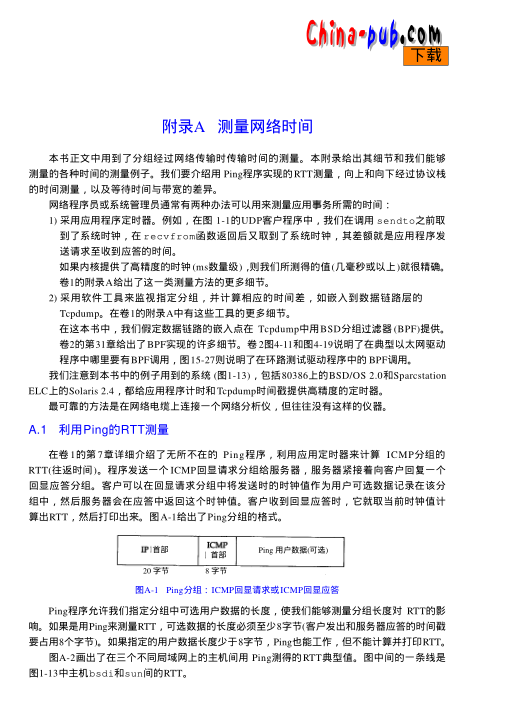 China-pub.com
下载
附录A 测量网络时间
本书正文中用到了分组经过网络传输时传输时间的测量。本附录给出其细节和我们能够
测量的各种时间的测量例子。我们要介绍用 Ping程序实现的RTT测量，向上和向下经过协议栈
的时间测量，以及等待时间与带宽的差异。
网络程序员或系统管理员通常有两种办法可以用来测量应用事务所需的时间：
1) 采用应用程序定时器。例如，在图 1-1的UDP客户程序中，我们在调用 sendto之前取
到了系统时钟，在 recvfrom函数返回后又取到了系统时钟，其差额就是应用程序发
送请求至收到应答的时间。
如果内核提供了高精度的时钟 (ms数量级)，则我们所测得的值(几毫秒或以上)就很精确。
卷1的附录A给出了这一类测量方法的更多细节。
2) 采用软件工具来监视指定分组，并计算相应的时间差，如嵌入到数据链路层的
Tcpdump。在卷1的附录A中有这些工具的更多细节。
在这本书中，我们假定数据链路的嵌入点在 Tcpdump中用BSD分组过滤器 (BPF)提供。
卷2的第31章给出了BPF实现的许多细节。卷 2图4-11和图4-19说明了在典型以太网驱动
程序中哪里要有BPF调用，图15-27则说明了在环路测试驱动程序中的 BPF调用。
我们注意到本书中的例子用到的系统 (图1-13)，包括80386上的BSD/OS 2.0和Sparcstation
ELC上的Solaris 2.4，都给应用程序计时和Tcpdump时间戳提供高精度的定时器。
最可靠的方法是在网络电缆上连接一个网络分析仪，但往往没有这样的仪器。
A.1 利用Ping的RTT测量
在卷 1的第 7章详细介绍了无所不在的 Ping程序，利用应用定时器来计算 ICMP分组的
RTT(往返时间)。程序发送一个 ICMP回显请求分组给服务器，服务器紧接着向客户回复一个
回显应答分组。客户可以在回显请求分组中将发送时的时钟值作为用户可选数据记录在该分
组中，然后服务器会在应答中返回这个时钟值。客户收到回显应答时，它就取当前时钟值计
算出RTT，然后打印出来。图 A-1给出了Ping分组的格式。
IP | 首部
ICMP
| 首部
Ping 用户数据(可选)
20 字节
8 字节
图A-1 Ping分组：ICMP回显请求或ICMP回显应答
Ping程序允许我们指定分组中可选用户数据的长度，使我们能够测量分组长度对 RTT的影
响。如果是用Ping来测量RTT，可选数据的长度必须至少8字节(客户发出和服务器应答的时间戳
要占用8个字节)。如果指定的用户数据长度少于8字节，Ping也能工作，但不能计算并打印RTT。
图A-2画出了在三个不同局域网上的主机间用 Ping测得的RTT典型值。图中间的一条线是
图1-13中主机bsdi和sun间的RTT。